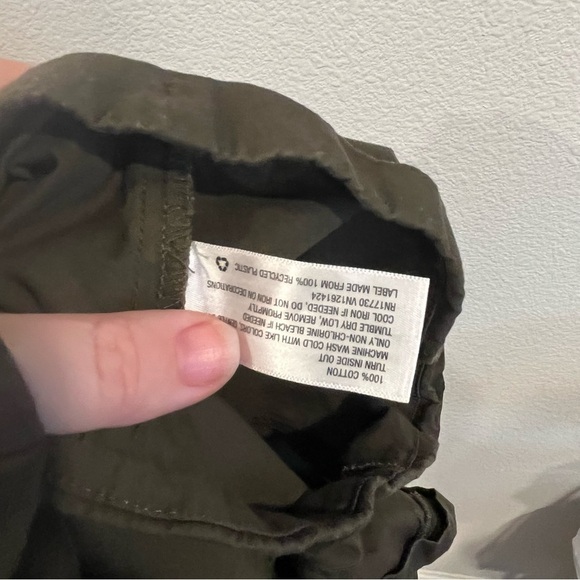 100% COTTON
TURN INSIDE OUT
MACHINE WASH COLD WITH LIKE COLORS, GENTLE
ONLY NON-CHLORINE BLEACH IF NEEDED
TUMBLE DRY LOW, REMOVE PROMPTLY
COOL IRON IF NEEDED, DO NOT IRON ON DECORATIONS
RN17730 VN1261424
LABEL MADE FROM 100% RECYCLED PLASTIC